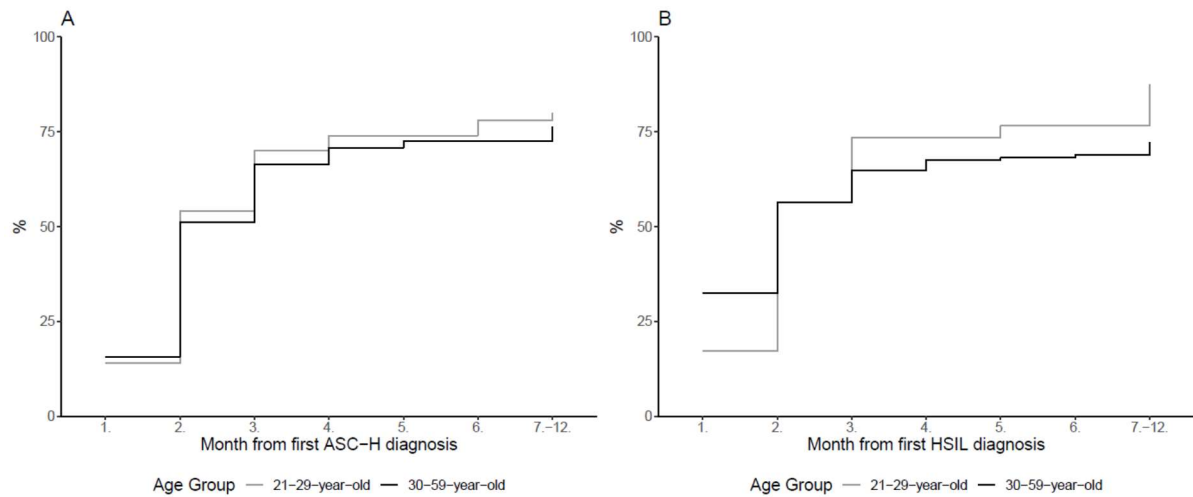 A
100
75
50
25
0
%
1. 2. 3. 4. 5. 6. 7.−12.
Month from first ASC−H diagnosis
Age Group 21−29−year−old 30−59−year−old
B
100
75
50
25
0
%
1. 2. 3. 4. 5. 6. 7.−12.
Month from first HSIL diagnosis
Age Group 21−29−year−old 30−59−year−old